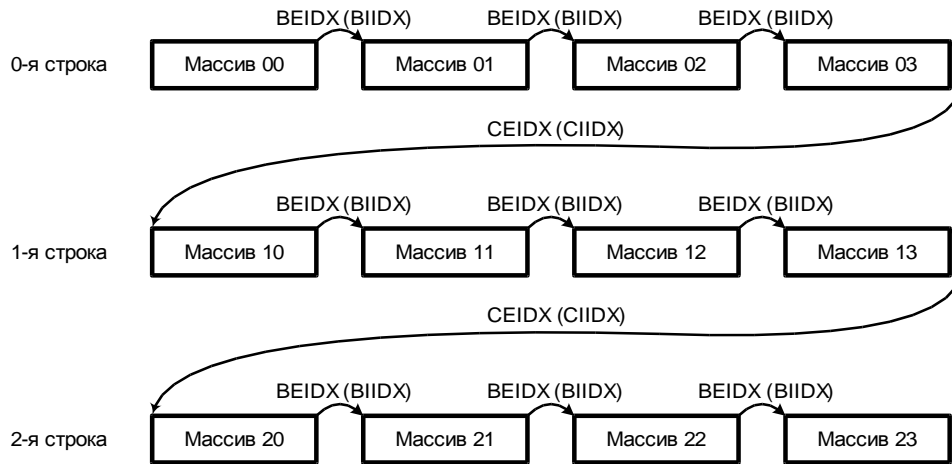 BEIDX (BIIDX) BEIDX (BIIDX) BEIDX (BIIDX)
0-я строка Массив 00 Массив 01 Массив 02 Массив 03
CEIDX (CIIDX)
BEIDX (BIIDX) BEIDX (BIIDX) BEIDX (BIIDX)
1-я строка Массив 10 Массив 11 Массив 12 Массив 13
CEIDX (CIIDX)
BEIDX (BIIDX) BEIDX (BIIDX) BEIDX (BIIDX)
2-я строка Массив 20 Массив 21 Массив 22 Массив 23